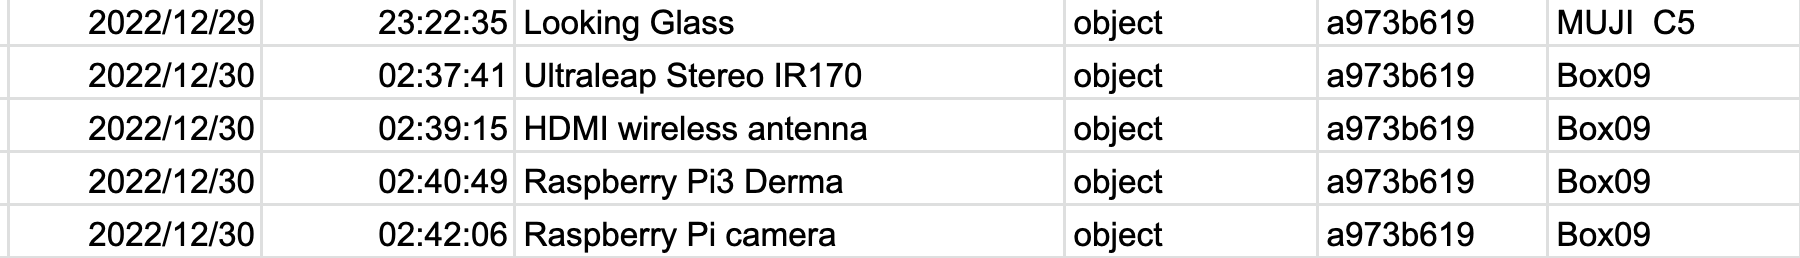 2022/12/29 23:22:35 Looking Glass object a973b619 MUJI  C5
2022/12/30 02:37:41 Ultraleap Stereo IR170 object a973b619 Box09
2022/12/30 02:39:15 HDMI wireless antenna object a973b619 Box09
2022/12/30 02:40:49 Raspberry Pi3 Derma object a973b619 Box09
2022/12/30 02:42:06 Raspberry Pi camera object a973b619 Box09